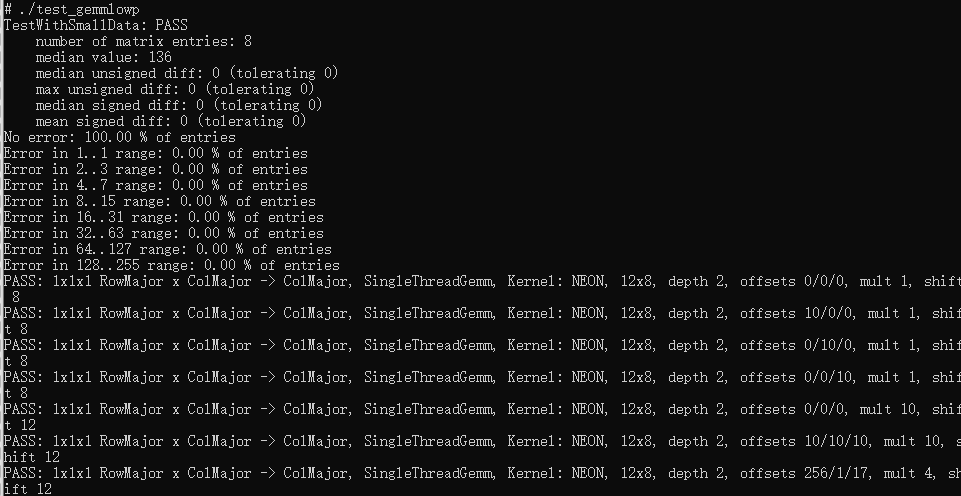 # ./test_gemmlowp
TestWithSmallData: PASS
    number of matrix entries: 8
    median value: 136
    median unsigned diff: 0 (tolerating 0)
    max unsigned diff: 0 (tolerating 0)
    median signed diff: 0 (tolerating 0)
    mean signed diff: 0 (tolerating 0)
No error: 100.00 % of entries
Error in 1..1 range: 0.00 % of entries
Error in 2..3 range: 0.00 % of entries
Error in 4..7 range: 0.00 % of entries
Error in 8..15 range: 0.00 % of entries
Error in 16..31 range: 0.00 % of entries
Error in 32..63 range: 0.00 % of entries
Error in 64..127 range: 0.00 % of entries
Error in 128..255 range: 0.00 % of entries
PASS: 1x1x1 RowMajor x ColMajor -> ColMajor, SingleThreadGemm, Kernel: NEON, 12x8, depth 2, offsets 0/0/0, mult 1, shift
 8
PASS: 1x1x1 RowMajor x ColMajor -> ColMajor, SingleThreadGemm, Kernel: NEON, 12x8, depth 2, offsets 10/0/0, mult 1, shif
t 8
PASS: 1x1x1 RowMajor x ColMajor -> ColMajor, SingleThreadGemm, Kernel: NEON, 12x8, depth 2, offsets 0/10/0, mult 1, shif
t 8
PASS: 1x1x1 RowMajor x ColMajor -> ColMajor, SingleThreadGemm, Kernel: NEON, 12x8, depth 2, offsets 0/0/10, mult 1, shif
t 8
PASS: 1x1x1 RowMajor x ColMajor -> ColMajor, SingleThreadGemm, Kernel: NEON, 12x8, depth 2, offsets 0/0/0, mult 10, shif
t 12
PASS: 1x1x1 RowMajor x ColMajor -> ColMajor, SingleThreadGemm, Kernel: NEON, 12x8, depth 2, offsets 10/10/10, mult 10, s
hift 12
PASS: 1x1x1 RowMajor x ColMajor -> ColMajor, SingleThreadGemm, Kernel: NEON, 12x8, depth 2, offsets 256/1/17, mult 4, sh
ift 12